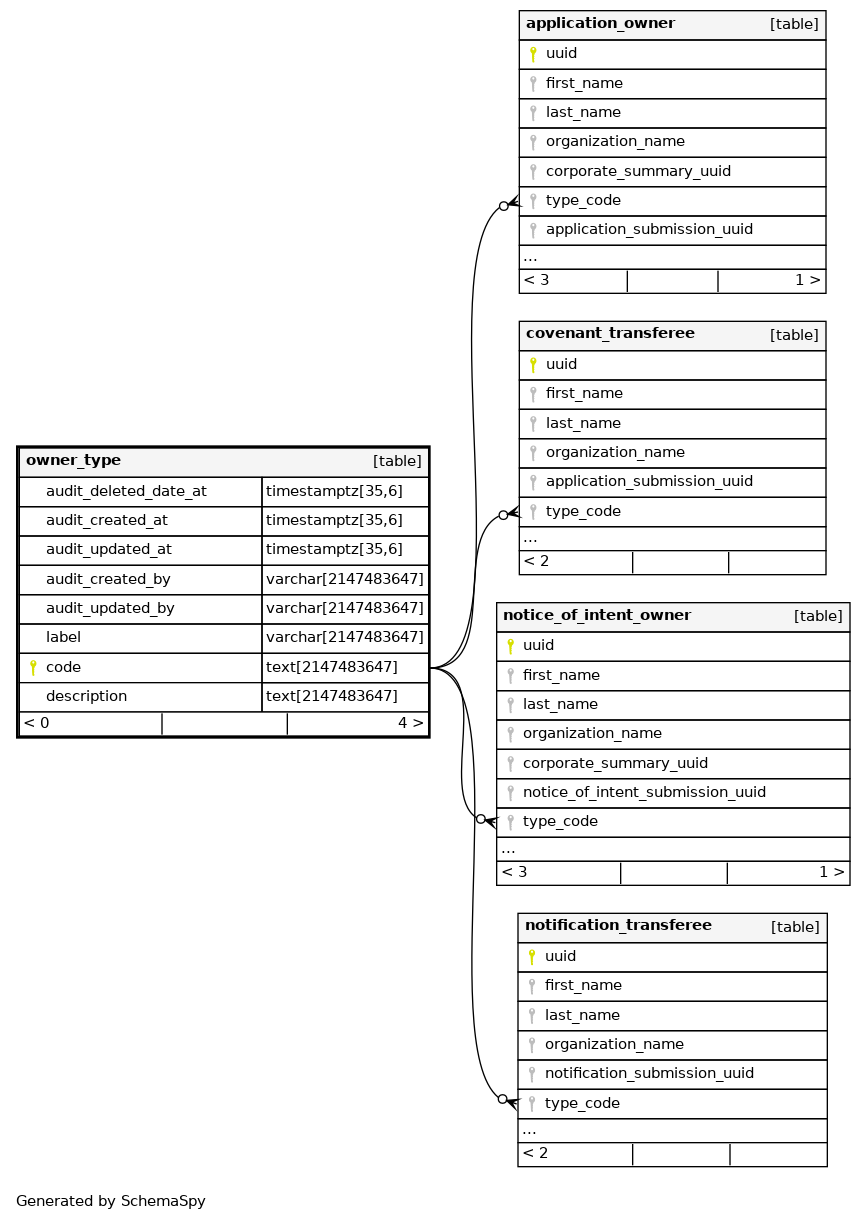 application_owner [table]
uuid
first_name
last_name
organization_name
corporate_summary_uuid
type_code
application_submission_uuid
...
< 3 1 >
covenant_transferee [table]
uuid
first_name
last_name
organization_name
application_submission_uuid
type_code
...
< 2
owner_type [table]
audit_deleted_date_at timestamptz[35,6]
audit_created_at timestamptz[35,6]
audit_updated_at timestamptz[35,6]
audit_created_by varchar[2147483647]
audit_updated_by varchar[2147483647]
label varchar[2147483647]
code text[2147483647]
description text[2147483647]
< 0 4 >
notice_of_intent_owner [table]
uuid
first_name
last_name
organization_name
corporate_summary_uuid
notice_of_intent_submission_uuid
type_code
...
< 3 1 >
notification_transferee [table]
uuid
first_name
last_name
organization_name
notification_submission_uuid
type_code
...
< 2
Generated by SchemaSpy